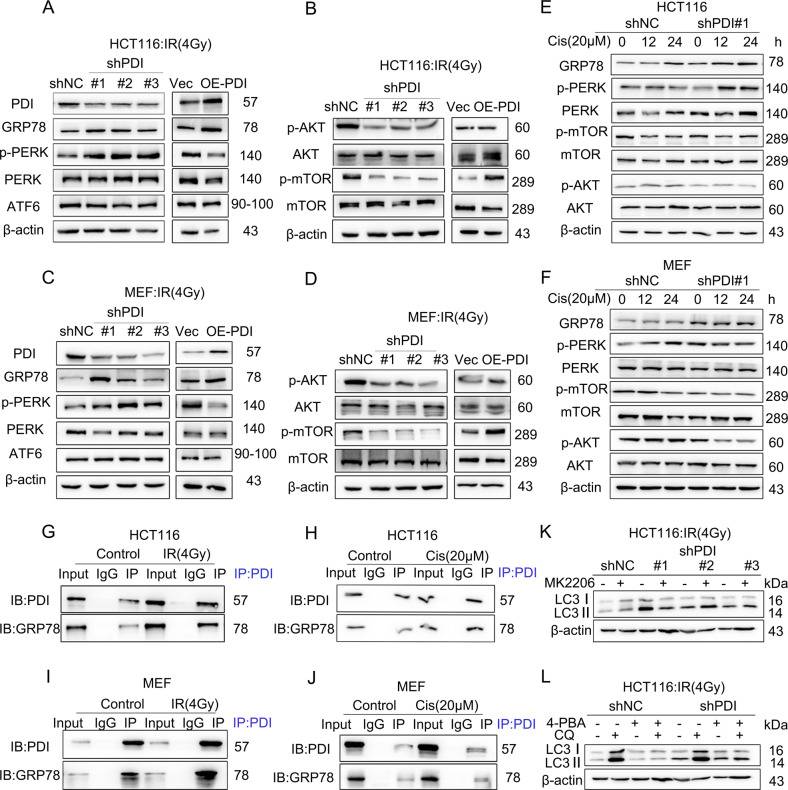 A
HCT116:IR(4Gy)
shPDI
shNC #1 #2 #3 Vec OE-PDI
PDI 57
GRP78 78
p-PERK 140
PERK 140
ATF6 90-100
β-actin 43
B
HCT116:IR(4Gy)
shPDI
shNC #1 #2 #3 Vec OE-PDI
p-AKT 60
AKT 60
p-mTOR 289
mTOR 289
β-actin 43
E
HCT116
shNC shPDI#1
Cis(20μM) 0 12 24 0 12 24 h
GRP78 78
p-PERK 140
PERK 140
p-mTOR 289
mTOR 289
p-AKT 60
AKT 60
β-actin 43
C
MEF:IR(4Gy)
shPDI
shNC #1 #2 #3 Vec OE-PDI
PDI 57
GRP78 78
p-PERK 140
PERK 140
ATF6 90-100
β-actin 43
D
MEF:IR(4Gy)
shPDI
shNC #1 #2 #3 Vec OE-PDI
p-AKT 60
AKT 60
p-mTOR 289
mTOR 289
β-actin 43
F
MEF
shNC shPDI#1
Cis(20μM) 0 12 24 0 12 24 h
GRP78 78
p-PERK 140
PERK 140
p-mTOR 289
mTOR 289
p-AKT 60
AKT 60
β-actin 43
G
HCT116
Control IR(4Gy)
Input IgG IP Input IgG IP IP:PDI
IB:PDI 57
IB:GRP78 78
H
HCT116
Control Cis(20μM)
Input IgG IP Input IgG IP IP:PDI
IB:PDI 57
IB:GRP78 78
K
HCT116:IR(4Gy)
shPDI
shNC #1 #2 #3
MK2206 - + - + - + - + kDa
LC3 I 16
LC3 II 14
β-actin 43
I
MEF
Control IR(4Gy)
Input IgG IP Input IgG IP IP:PDI
IB:PDI 57
IB:GRP78 78
J
MEF
Control Cis(20μM)
Input IgG IP Input IgG IP IP:PDI
IB:PDI 57
IB:GRP78 78
L
HCT116:IR(4Gy)
shNC shPDI
4-PBA - - + + - - + + kDa
CQ - + - + - + - +
LC3 I 16
LC3 II 14
β-actin 43